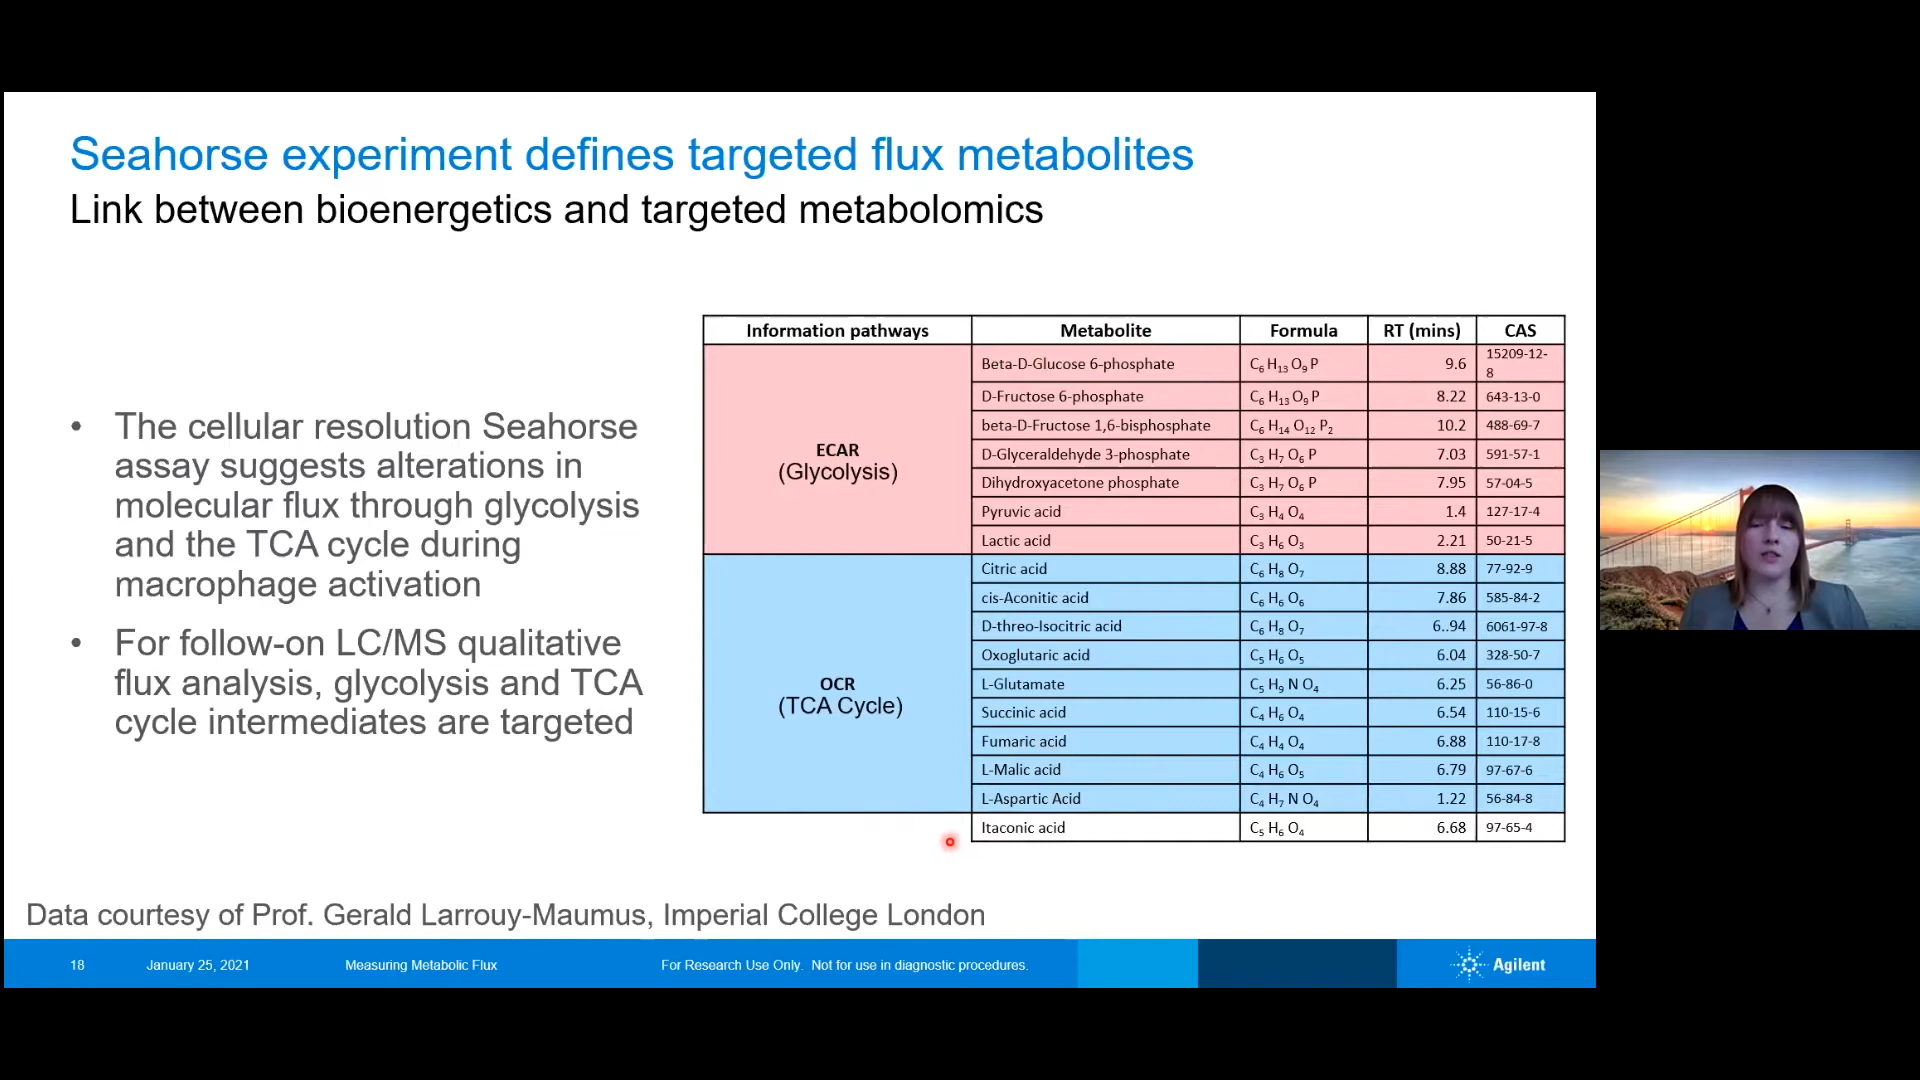 Seahorse experiment defines targeted flux metabolites
Link between bioenergetics and targeted metabolomics
• The cellular resolution Seahorse
assay suggests alterations in
molecular flux through glycolysis
and the TCA cycle during
macrophage activation
• For follow-on LC/MS qualitative
flux analysis, glycolysis and TCA
cycle intermediates are targeted
Information pathways Metabolite Formula RT (mins) CAS
ECAR
(Glycolysis)
Beta-D-Glucose 6-phosphate C6 H13 O9 P 9.6 15209-12-
8
D-Fructose 6-phosphate C6 H13 O9 P 8.22 643-13-0
beta-D-Fructose 1,6-bisphosphate C6 H14 O12 P2 10.2 488-69-7
D-Glyceraldehyde 3-phosphate C3 H7 O6 P 7.03 591-57-1
Dihydroxyacetone phosphate C3 H7 O6 P 7.95 57-04-5
Pyruvic acid C3 H4 O4 1.4 127-17-4
Lactic acid C3 H6 O3 2.21 50-21-5
OCR
(TCA Cycle)
Citric acid C6 H8 O7 8.88 77-92-9
cis-Aconitic acid C6 H6 O6 7.86 585-84-2
D-threo-Isocitric acid C6 H8 O7 6..94 6061-97-8
Oxoglutaric acid C5 H6 O5 6.04 328-50-7
L-Glutamate C5 H9 N O4 6.25 56-86-0
Succinic acid C4 H6 O4 6.54 110-15-6
Fumaric acid C4 H4 O4 6.88 110-17-8
L-Malic acid C4 H6 O5 6.79 97-67-6
L-Aspartic Acid C4 H7 N O4 1.22 56-84-8
Itaconic acid C5 H6 O4 6.68 97-65-4
Data courtesy of Prof. Gerald Larrouy-Maumus, Imperial College London
18 January 25, 2021 Measuring Metabolic Flux For Research Use Only. Not for use in diagnostic procedures. Agilent